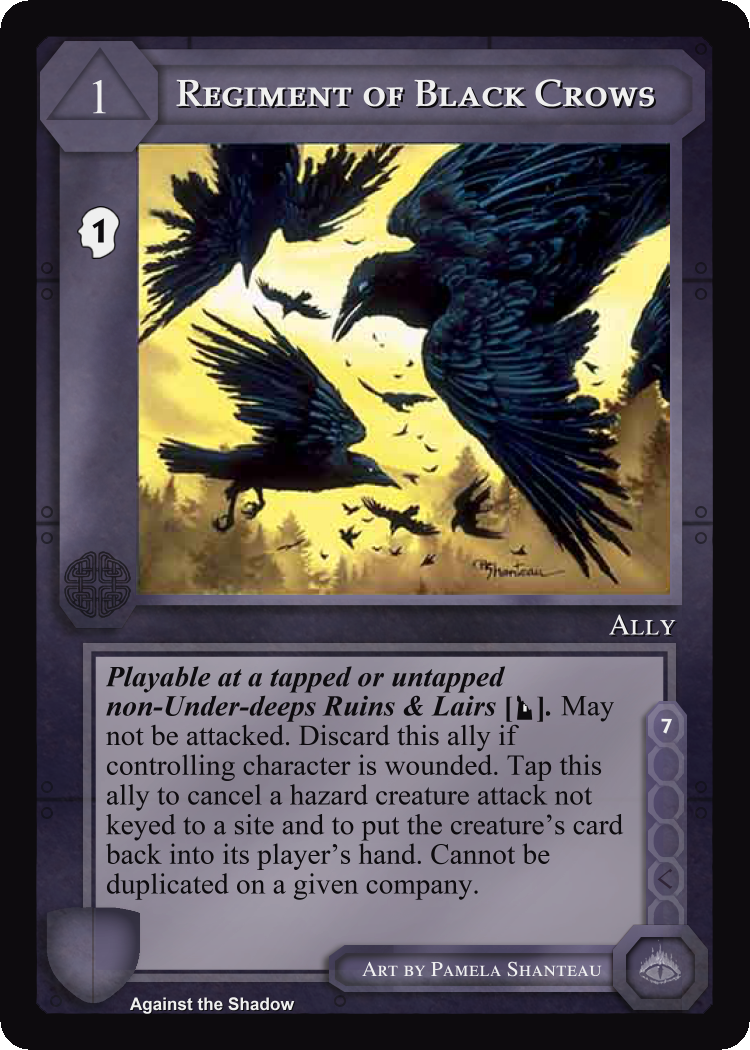 1
REGIMENT OF BLACK CROWS
1
PShanteau
ALLY
Playable at a tapped or untapped
non-Under-deeps Ruins & Lairs [ ]. May
not be attacked. Discard this ally if
controlling character is wounded. Tap this
ally to cancel a hazard creature attack not
keyed to a site and to put the creature's card
back into its player's hand. Cannot be
duplicated on a given company.
7
ART BY PAMELA SHANTEAU
Against the Shadow